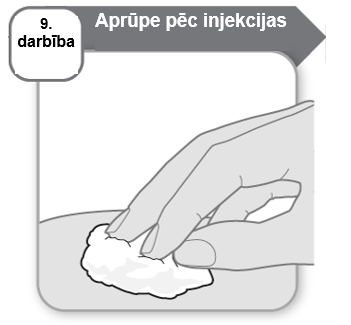 9.
darbība
Aprūpe pēc injekcijas